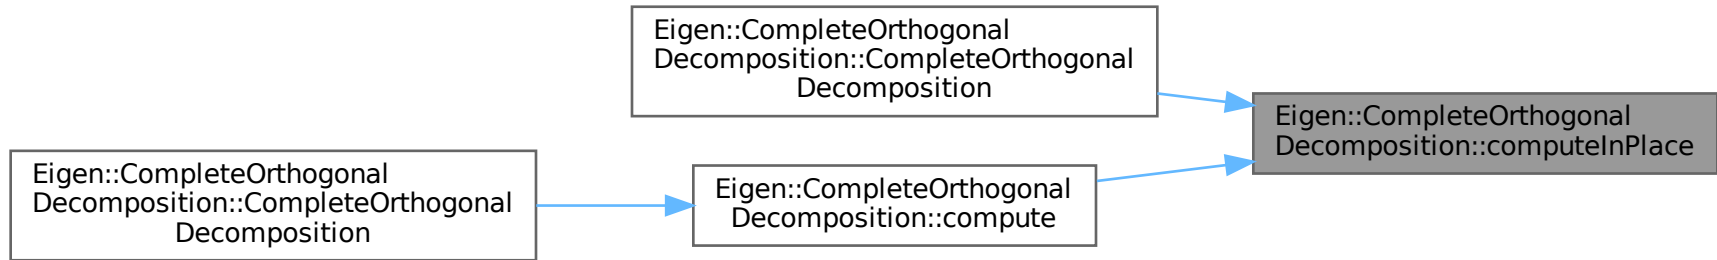 Eigen::CompleteOrthogonal
Decomposition::CompleteOrthogonal
Decomposition
Eigen::CompleteOrthogonal
Decomposition::computeInPlace
Eigen::CompleteOrthogonal
Decomposition::CompleteOrthogonal
Decomposition
Eigen::CompleteOrthogonal
Decomposition::compute